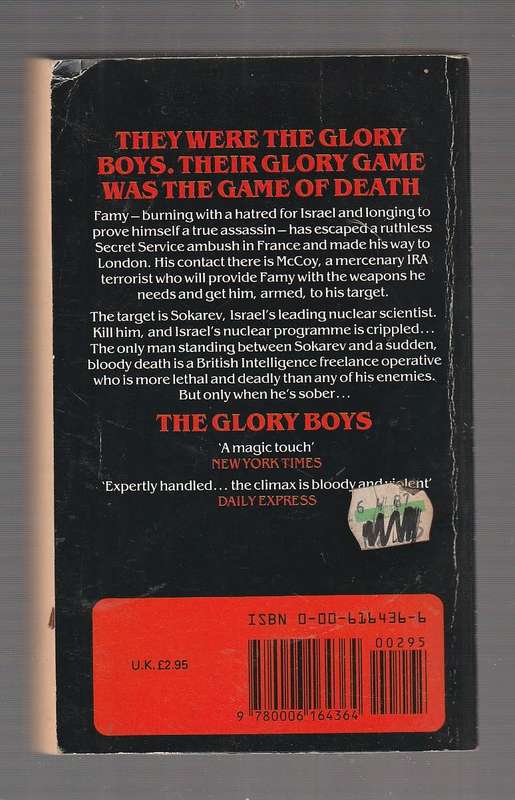 THEY WERE THE GLORY
BOYS. THEIR GLORY GAME
WAS THE GAME OF DEATH
Famy – burning with a hatred for Israel and longing to
prove himself a true assassin – has escaped a ruthless
Secret Service ambush in France and made his way to
London. His contact there is McCoy, a mercenary IRA
terrorist who will provide Famy with the weapons he
needs and get him, armed, to his target.
The target is Sokarev, Israel's leading nuclear scientist.
Kill him, and Israel's nuclear programme is crippled...
The only man standing between Sokarev and a sudden,
bloody death is a British Intelligence freelance operative
who is more lethal and deadly than any of his enemies.
But only when he's sober...
THE GLORY BOYS
'A magic touch'
NEW YORK TIMES
'Expertly handled... the climax is bloody and violent'
DAILY EXPRESS
ISBN 0-00-616436-6
00295
U.K. £2.95
9 780006 164364